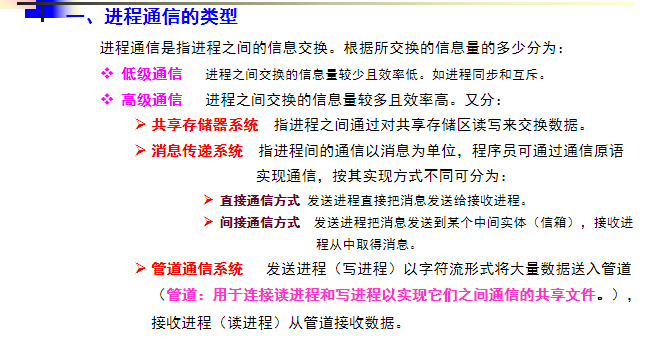 一、进程通信的类型
进程通信是指进程之间的信息交换。根据所交换的信息量的多少分为：
❖ 低级通信 进程之间交换的信息量较少且效率低。如进程同步和互斥。
❖ 高级通信 进程之间交换的信息量较多且效率高。又分：
➢ 共享存储器系统 指进程之间通过对共享存储区读写来交换数据。
➢ 消息传递系统 指进程间的通信以消息为单位，程序员可通过通信原语
实现通信，按其实现方式不同可分为：
➢ 直接通信方式 发送进程直接把消息发送给接收进程。
➢ 间接通信方式 发送进程把消息发送到某个中间实体（信箱），接收进
程从中取得消息。
➢ 管道通信系统 发送进程（写进程）以字符流形式将大量数据送入管道
（管道：用于连接读进程和写进程以实现它们之间通信的共享文件。），
接收进程（读进程）从管道接收数据。